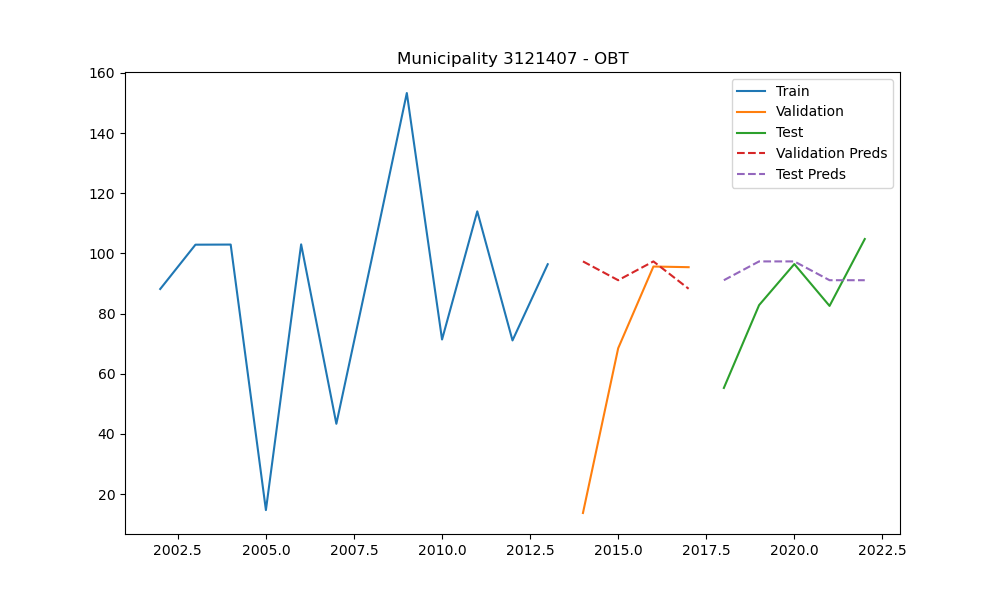 Municipality 3121407 - OBT
160
140
120
100
80
60
40
20
Train
Validation
Test
Validation Preds
Test Preds
2002.5 2005.0 2007.5 2010.0 2012.5 2015.0 2017.5 2020.0 2022.5